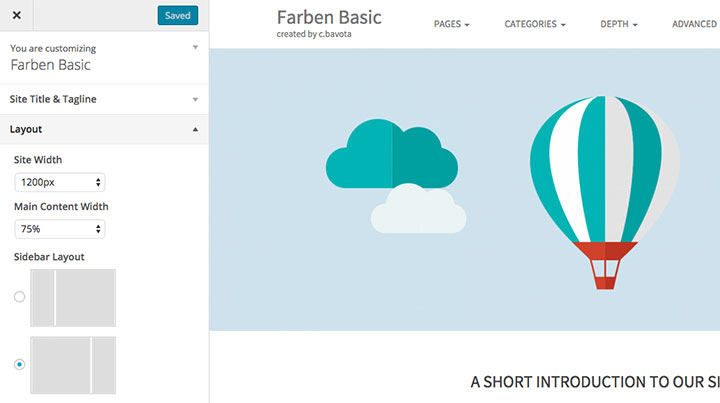 Saved
You are customizing
Farben Basic
Site Title & Tagline
Layout
Site Width
1200px
Main Content Width
75%
Sidebar Layout
Farben Basic
created by c.bavota
PAGES CATEGORIES DEPTH ADVANCED
A SHORT INTRODUCTION TO OUR SI